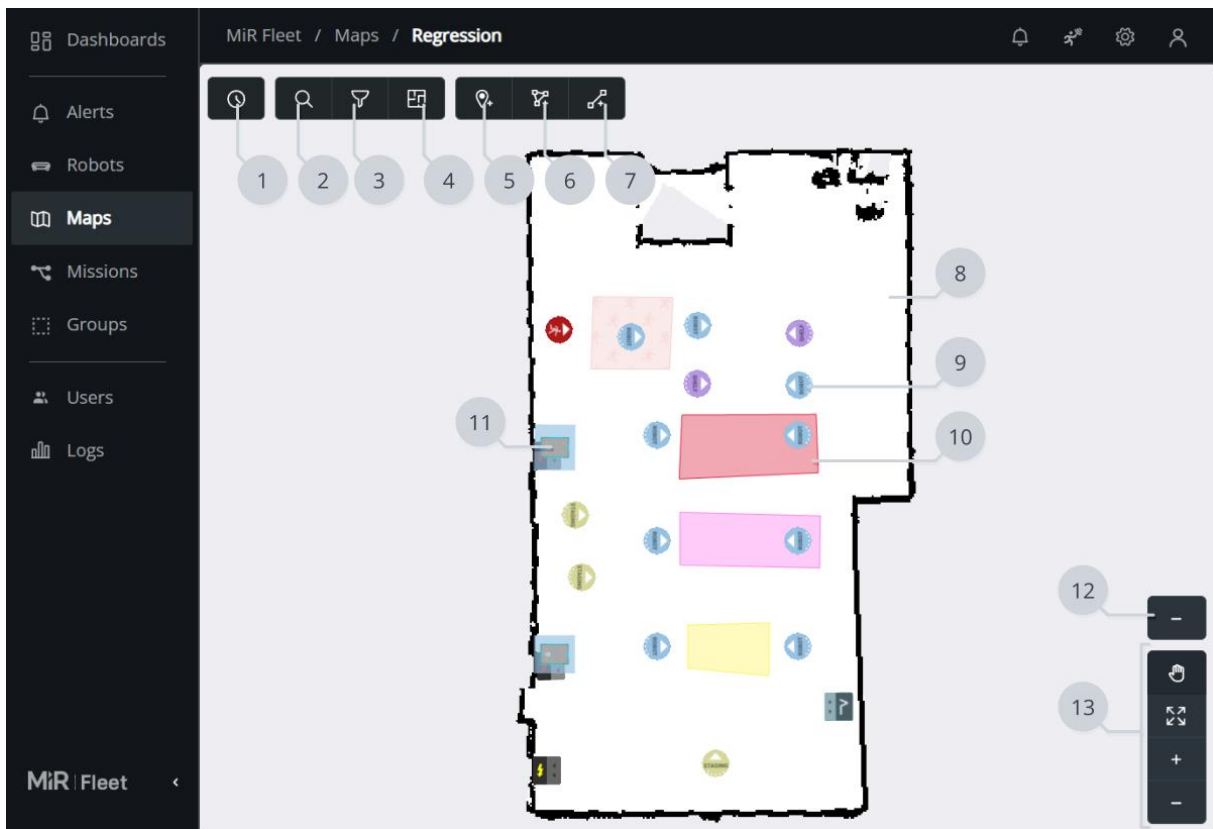 Dashboards
MiR Fleet / Maps / Regression
Alerts
Robots
Maps
Missions
Groups
Users
Logs
MiR Fleet
1
2
3
4
5
6
7
8
9
10
11
12
13
STAGING